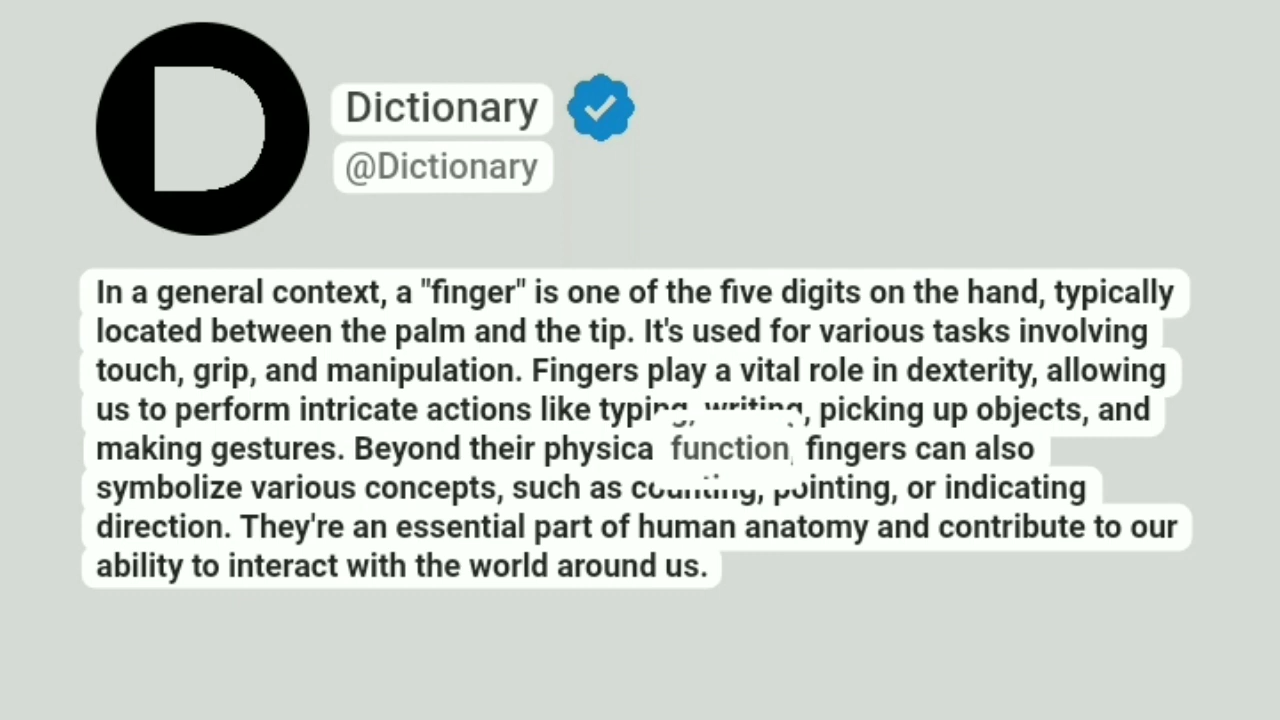 D
Dictionary
@Dictionary
In a general context, a "finger" is one of the five digits on the hand, typically
located between the palm and the tip. It's used for various tasks involving
touch, grip, and manipulation. Fingers play a vital role in dexterity, allowing
us to perform intricate actions like typing, writing, picking up objects, and
making gestures. Beyond their physica function, fingers can also
symbolize various concepts, such as counting, pointing, or indicating
direction. They're an essential part of human anatomy and contribute to our
ability to interact with the world around us.